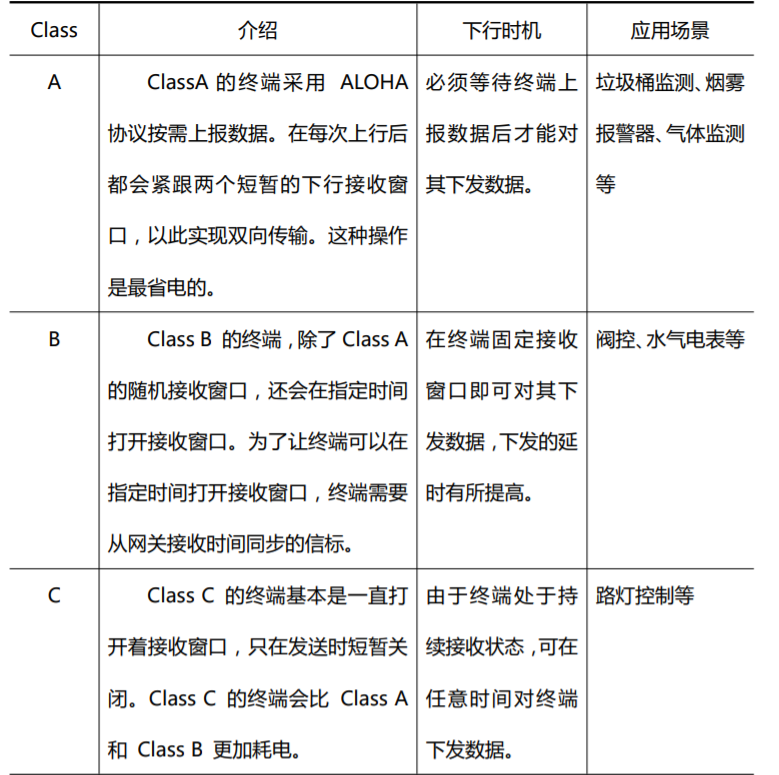 Class 介绍 下行时机 应用场景
A
ClassA 的终端采用 ALOHA
协议按需上报数据。在每次上行后
都会紧跟两个短暂的下行接收窗
口，以此实现双向传输。这种操作
是最省电的。
必须等待终端上
报数据后才能对
其下发数据。
垃圾桶监测、烟雾
报警器、气体监测
等
B
Class B 的终端，除了 Class A
的随机接收窗口，还会在指定时间
打开接收窗口。为了让终端可以在
指定时间打开接收窗口，终端需要
从网关接收时间同步的信标。
在终端固定接收
窗口即可对其下
发数据，下发的延
时有所提高。
阀控、水气电表等
C
Class C 的终端基本是一直打
开着接收窗口，只在发送时短暂关
闭。Class C 的终端会比 Class A
和 Class B 更加耗电。
由于终端处于持
续接收状态，可在
任意时间对终端
下发数据。
路灯控制等